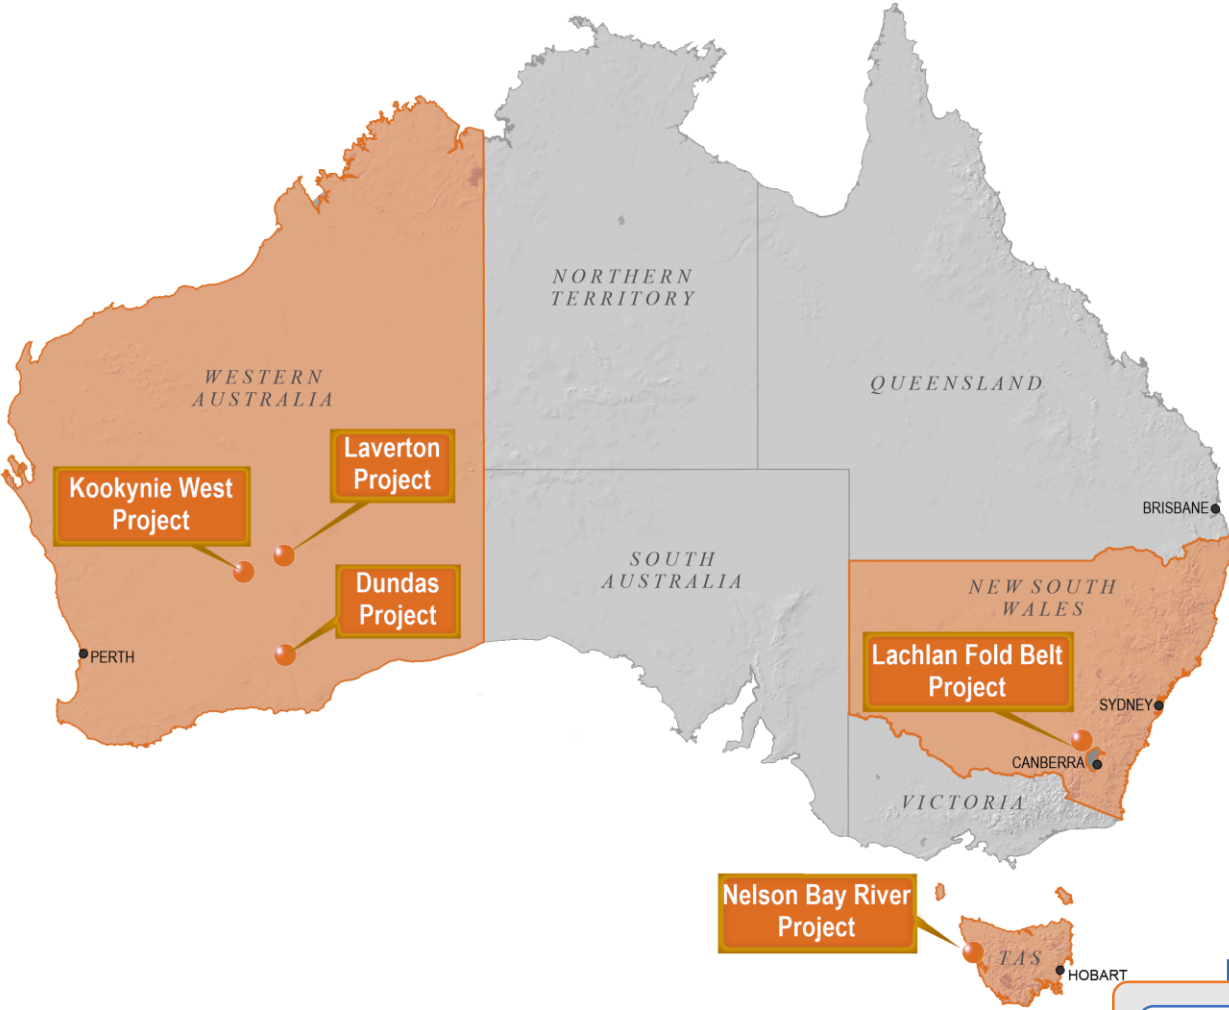 NORTHERN
TERRITORY
WESTERN
AUSTRALIA
QUEENSLAND
Laverton
Project
Kookynie West
Project
BRISBANE
SOUTH
AUSTRALIA
Dundas
Project
NEW SOUTH
WALES
PERTH
Lachlan Fold Belt
Project
SYDNEY
CANBERRA
VICTORIA
Nelson Bay River
Project
TAS
HOBART